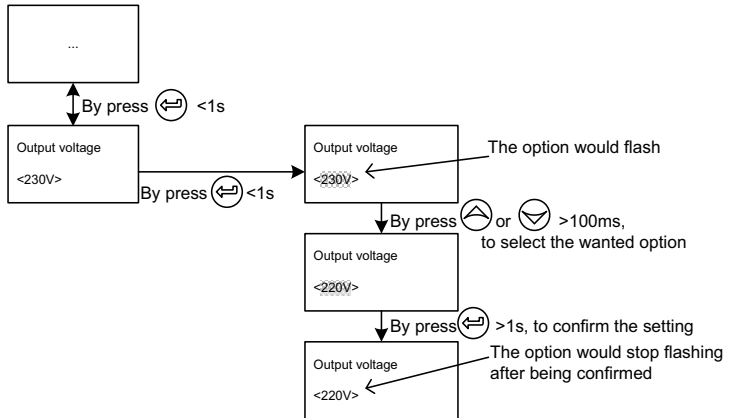 ...
By press <1s
Output voltage
<230V>
By press <1s
Output voltage
<230V>
The option would flash
By press or >100ms,
to select the wanted option
Output voltage
<220V>
By press >1s, to confirm the setting
Output voltage
<220V>
The option would stop flashing
after being confirmed